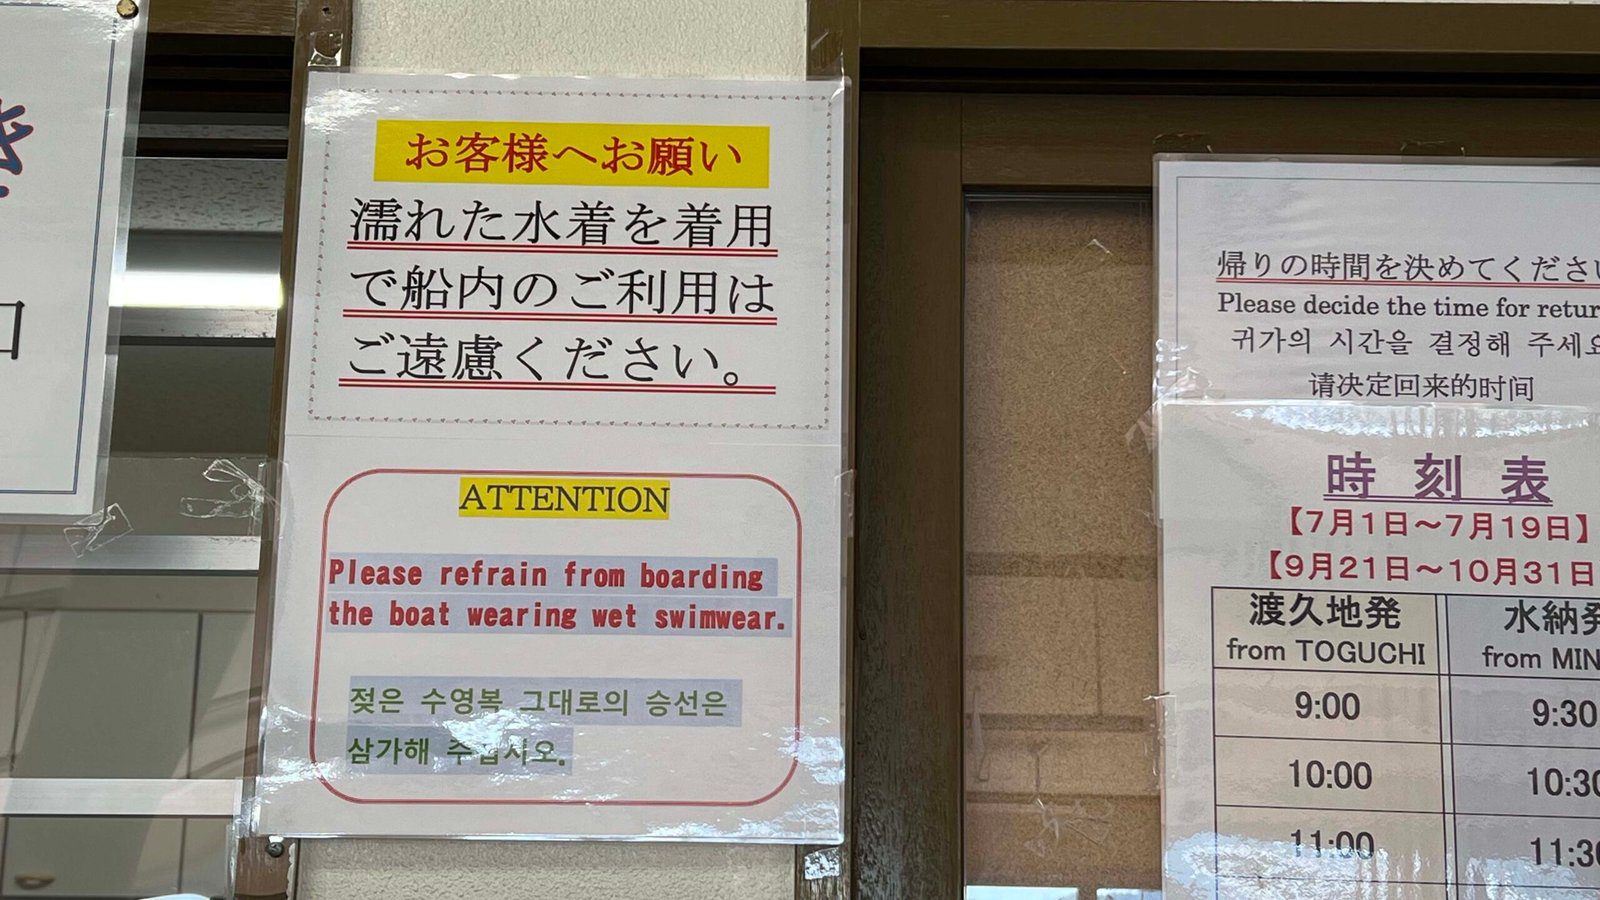 お客様へお願い
濡れた水着を着用
で船内のご利用は
ご遠慮ください。
ATTENTION
Please refrain from boarding
the boat wearing wet swimwear.
젖은 수영복 그대로의 승선은
삼가해 주십시오.
帰りの時間を決めてください
Please decide the time for retur
귀가의 시간을 결정해 주세요
请决定回来的时间
時刻表
【7月1日～7月19日】
【9月21日～10月31日
渡久地発 水納発
from TOGUCHI from MIN
9:00 9:30
10:00 10:30
11:00 11:30